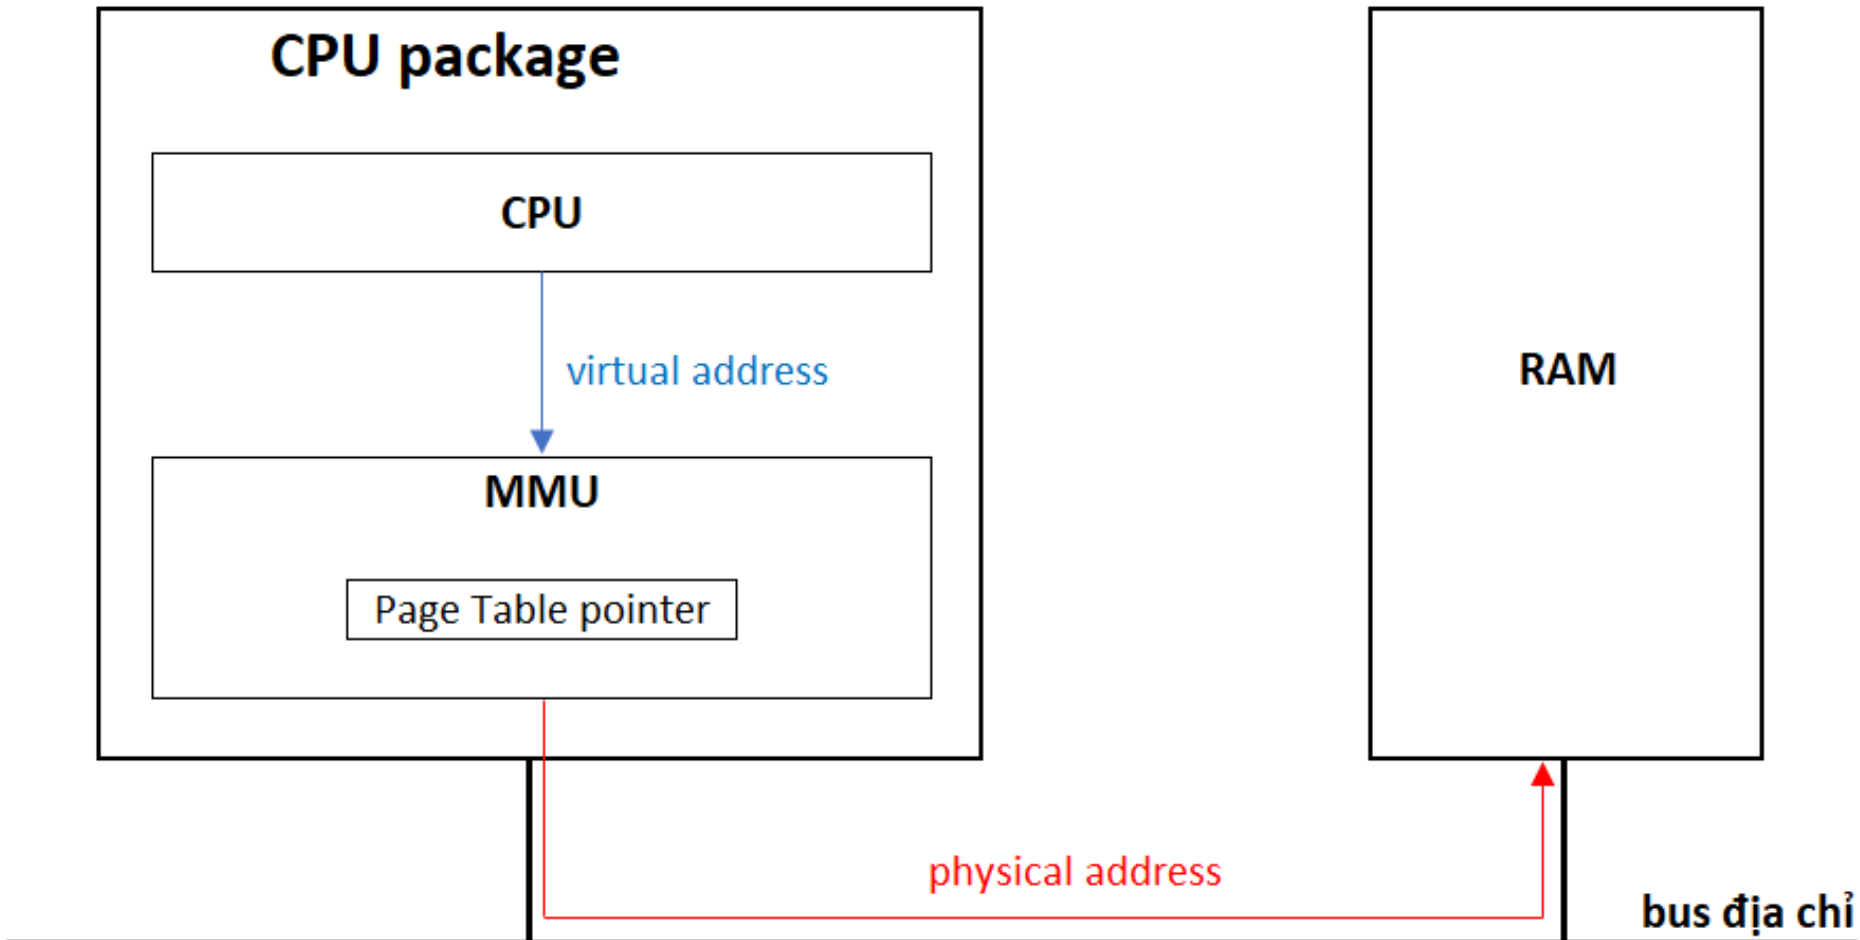 CPU package
CPU
virtual address
MMU
Page Table pointer
RAM
physical address
bus địa chỉ